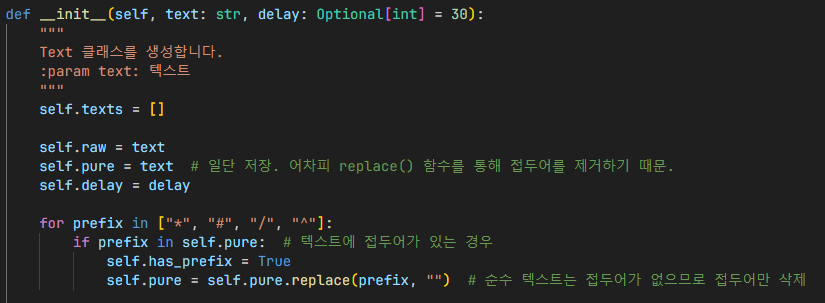 def __init__(self, text: str, delay: Optional[int] = 30):
    """
    Text 클래스를 생성합니다.
    :param text: 텍스트
    """
    self.texts = []

    self.raw = text
    self.pure = text  # 일단 저장. 어차피 replace() 함수를 통해 접두어를 제거하기 때문.
    self.delay = delay

    for prefix in ["*", "#", "/", "^"]:
        if prefix in self.pure:  # 텍스트에 접두어가 있는 경우
            self.has_prefix = True
            self.pure = self.pure.replace(prefix, "")  # 순수 텍스트는 접두어가 없으므로 접두어만 삭제